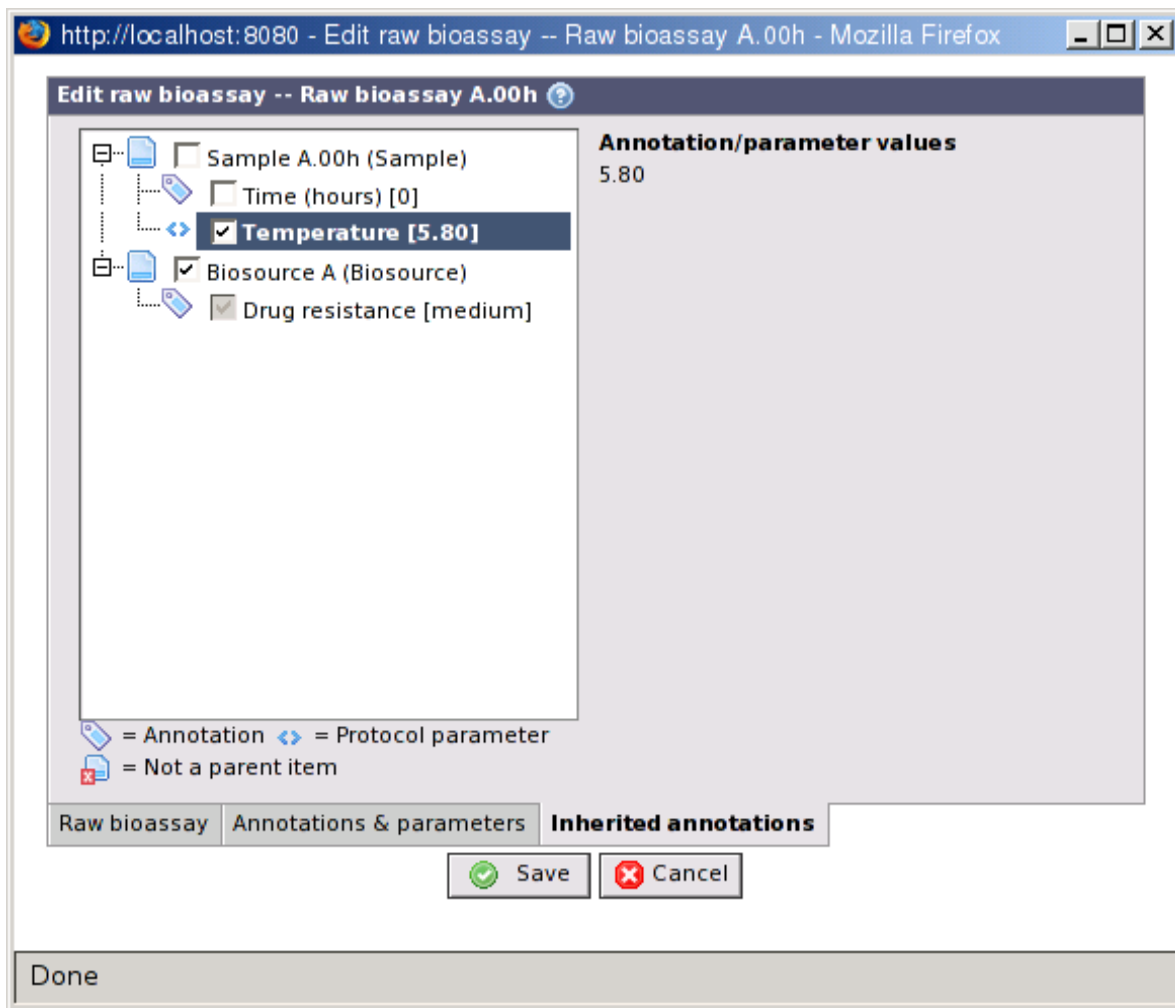 http://localhost:8080 - Edit raw bioassay -- Raw bioassay A.00h - Mozilla Firefox
Edit raw bioassay -- Raw bioassay A.00h ?
Sample A.00h (Sample)
Time (hours) [0]
Temperature [5.80]
Biosource A (Biosource)
Drug resistance [medium]
Annotation/parameter values
5.80
= Annotation <> = Protocol parameter
= Not a parent item
Raw bioassay Annotations & parameters Inherited annotations
Save Cancel
Done